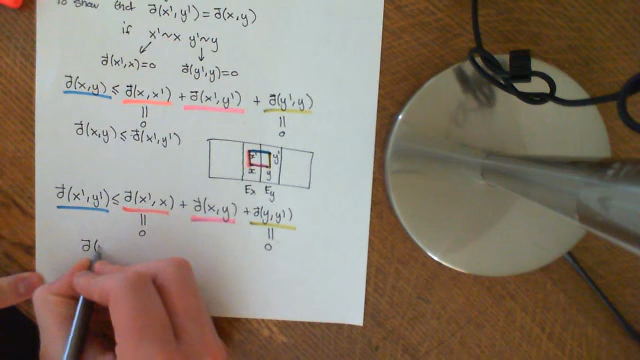 To show that d̄(x',y') = d̄(x,y)
if x'~x y'~y
d̄(x',x)=0 d̄(y',y)=0
d̄(x,y) ≤ d̄(x,x') + d̄(x',y') + d̄(y',y)
|| ||
0 0
d̄(x,y) ≤ d̄(x',y')
x' y'
x y
Ex Ey
d̄(x',y') ≤ d̄(x',x) + d̄(x,y) + d̄(y,y')
|| ||
0 0
d̄(